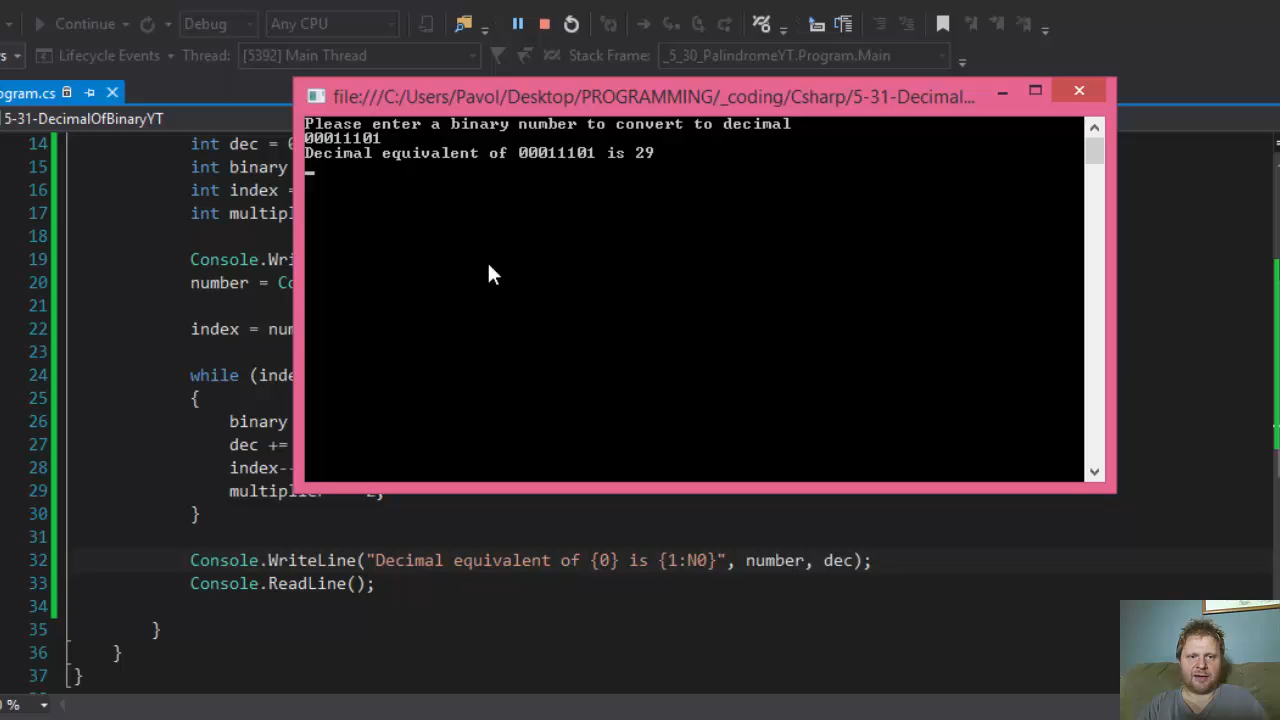 Continue Debug Any CPU
Lifecycle Events Thread: [5392] Main Thread Stack Frame: _5_30_PalindromeYT.Program.Main
ogram.cs
5-31-DecimalOfBinaryYT
file:///C:/Users/Pavol/Desktop/PROGRAMMING/_coding/Csharp/5-31-Decimal...
Please enter a binary number to convert to decimal
00011101
Decimal equivalent of 00011101 is 29
14 int dec = 0
15 int binary
16 int index =
17 int multipl
18
19 Console.Wri
20 number = Co
21
22 index = num
23
24 while (inde
25 {
26 binary
27 dec +=
28 index--
29 multiplier 2;
30 }
31
32 Console.WriteLine("Decimal equivalent of {0} is {1:N0}", number, dec);
33 Console.ReadLine();
34
35 }
36 }
37 }
%